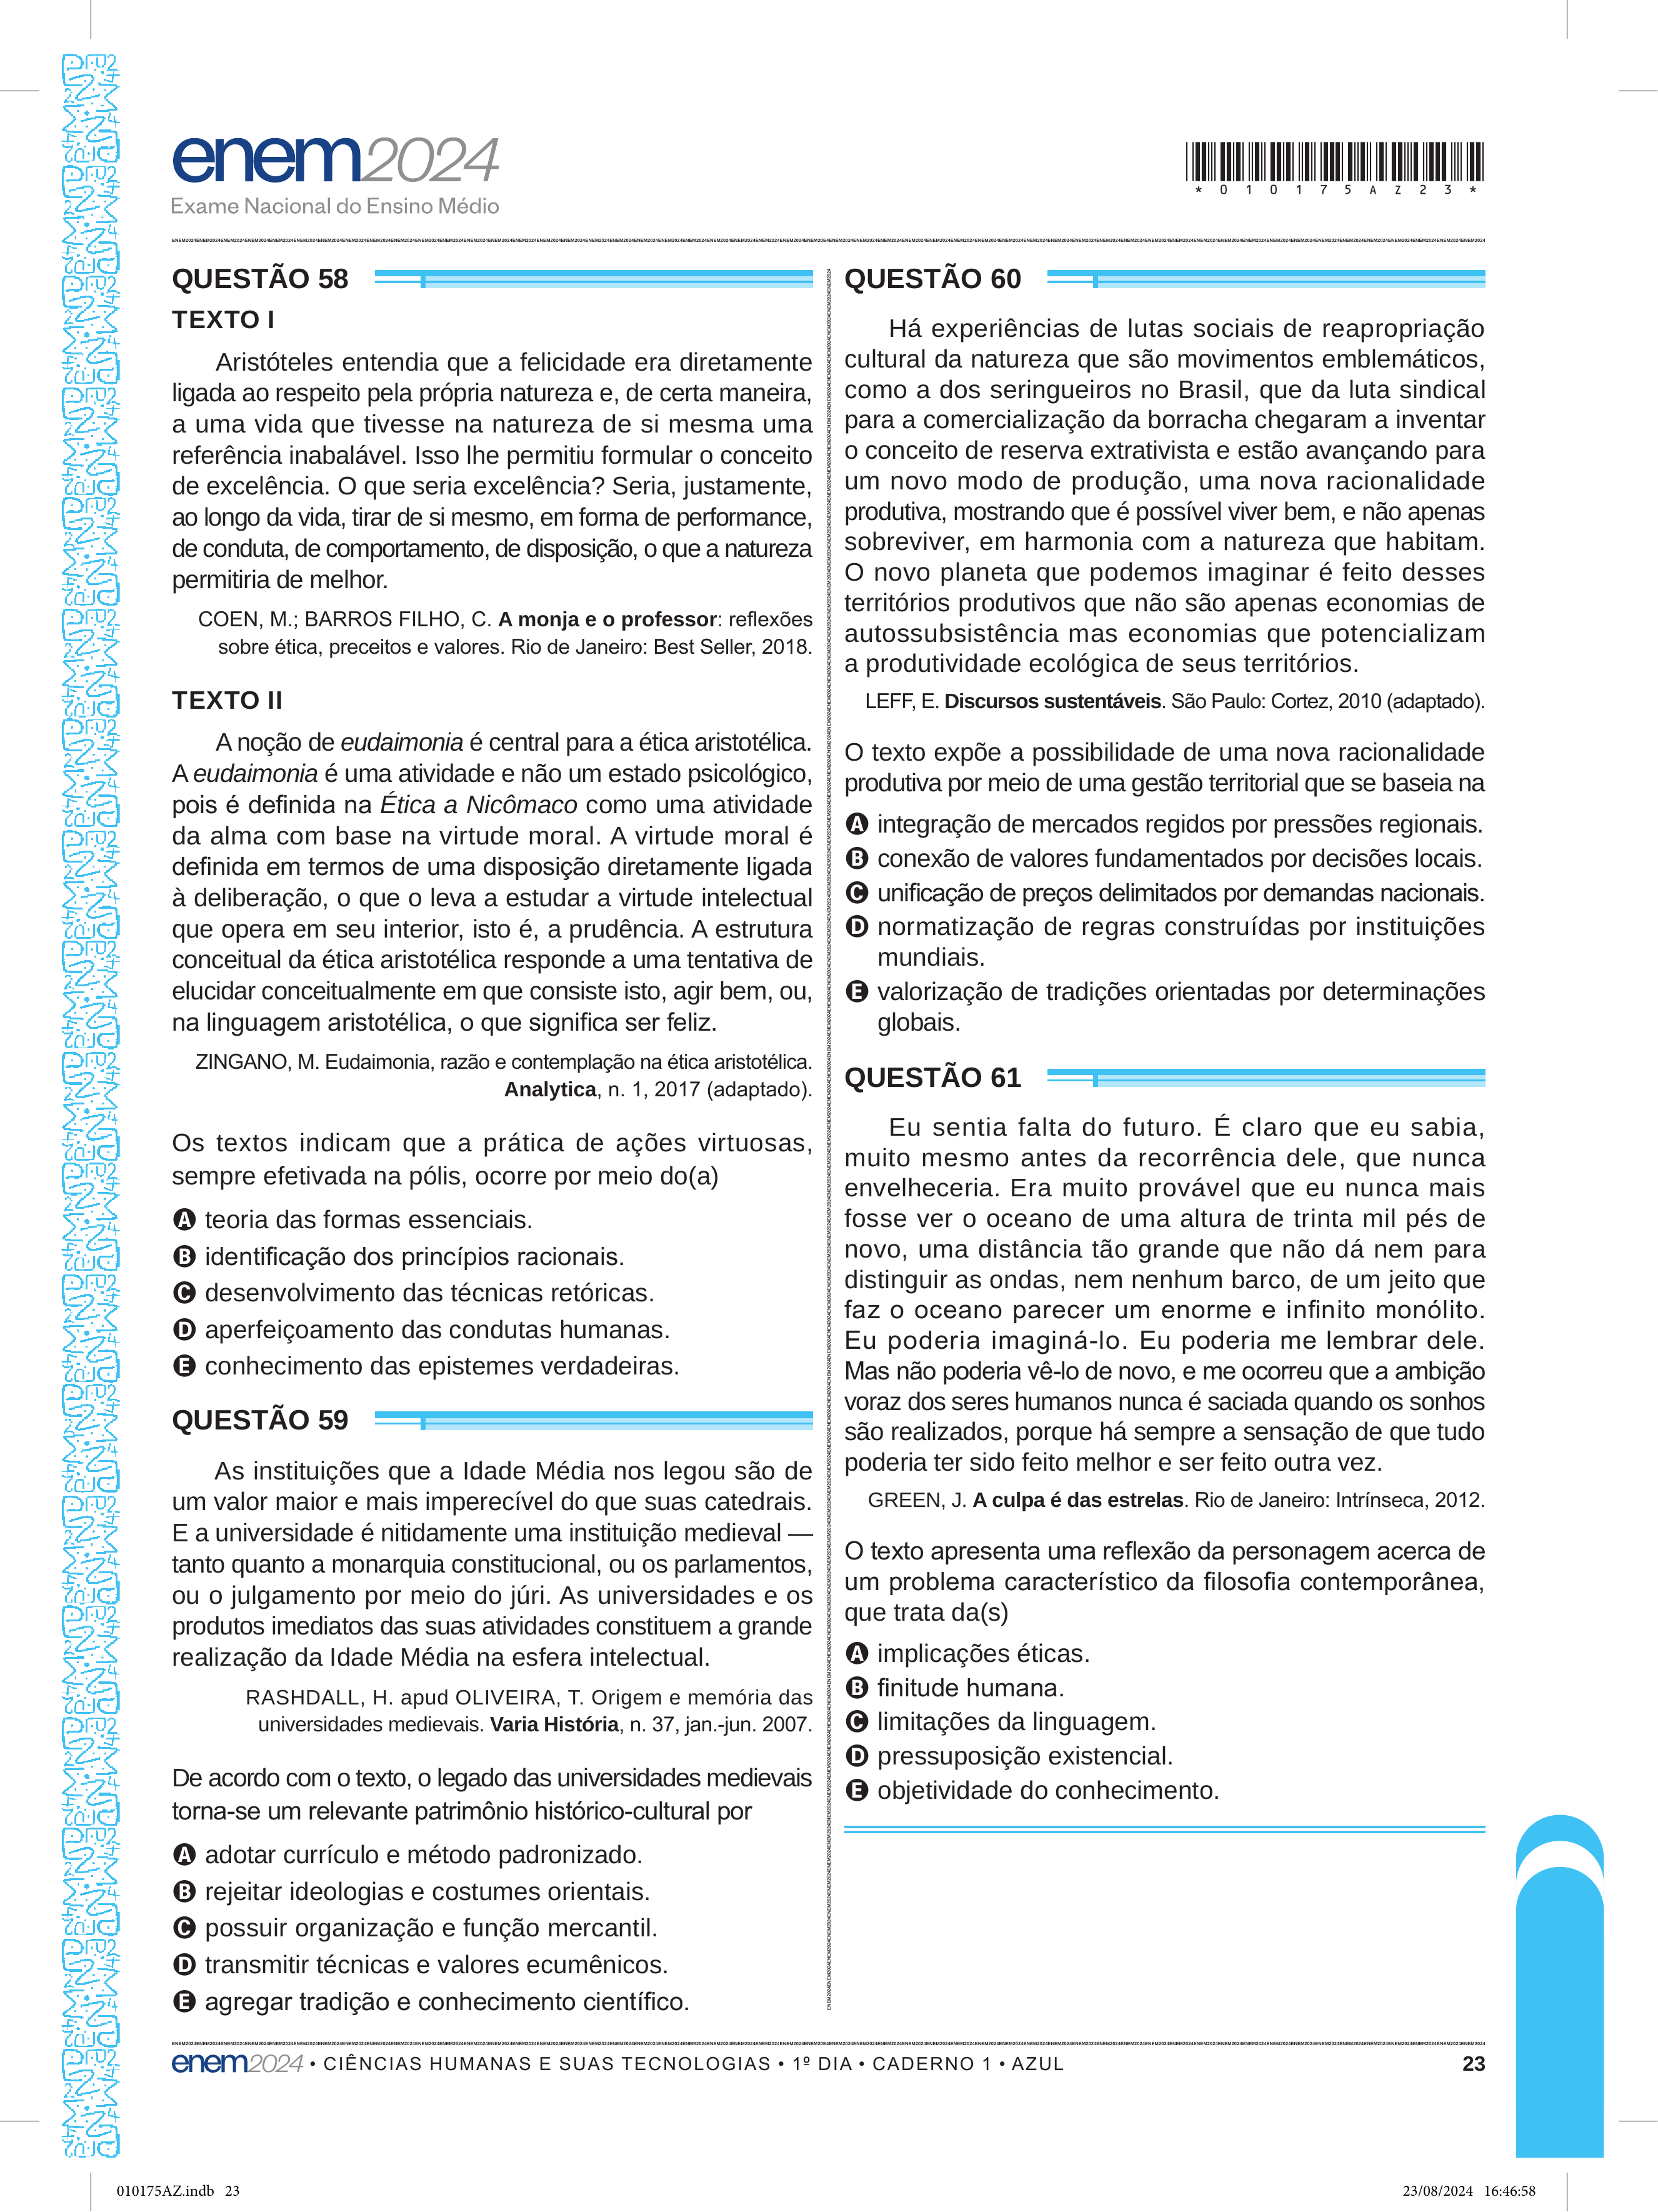 enem2024
Exame Nacional do Ensino Médio
*010175AZ23*
QUESTÃO 58
TEXTO I
Aristóteles entendia que a felicidade era diretamente
ligada ao respeito pela própria natureza e, de certa maneira,
a uma vida que tivesse na natureza de si mesma uma
referência inabalável. Isso lhe permitiu formular o conceito
de excelência. O que seria excelência? Seria, justamente,
ao longo da vida, tirar de si mesmo, em forma de performance,
de conduta, de comportamento, de disposição, o que a natureza
permitiria de melhor.
COEN, M.; BARROS FILHO, C. A monja e o professor: reflexões
sobre ética, preceitos e valores. Rio de Janeiro: Best Seller, 2018.
TEXTO II
A noção de eudaimonia é central para a ética aristotélica.
A eudaimonia é uma atividade e não um estado psicológico,
pois é definida na Ética a Nicômaco como uma atividade
da alma com base na virtude moral. A virtude moral é
definida em termos de uma disposição diretamente ligada
à deliberação, o que o leva a estudar a virtude intelectual
que opera em seu interior, isto é, a prudência. A estrutura
conceitual da ética aristotélica responde a uma tentativa de
elucidar conceitualmente em que consiste isto, agir bem, ou,
na linguagem aristotélica, o que significa ser feliz.
ZINGANO, M. Eudaimonia, razão e contemplação na ética aristotélica.
Analytica, n. 1, 2017 (adaptado).
Os textos indicam que a prática de ações virtuosas,
sempre efetivada na pólis, ocorre por meio do(a)
A teoria das formas essenciais.
B identificação dos princípios racionais.
C desenvolvimento das técnicas retóricas.
D aperfeiçoamento das condutas humanas.
E conhecimento das epistemes verdadeiras.
QUESTÃO 59
As instituições que a Idade Média nos legou são de
um valor maior e mais imperecível do que suas catedrais.
E a universidade é nitidamente uma instituição medieval —
tanto quanto a monarquia constitucional, ou os parlamentos,
ou o julgamento por meio do júri. As universidades e os
produtos imediatos das suas atividades constituem a grande
realização da Idade Média na esfera intelectual.
RASHDALL, H. apud OLIVEIRA, T. Origem e memória das
universidades medievais. Varia História, n. 37, jan.-jun. 2007.
De acordo com o texto, o legado das universidades medievais
torna-se um relevante patrimônio histórico-cultural por
A adotar currículo e método padronizado.
B rejeitar ideologias e costumes orientais.
C possuir organização e função mercantil.
D transmitir técnicas e valores ecumênicos.
E agregar tradição e conhecimento científico.
QUESTÃO 60
Há experiências de lutas sociais de reapropriação
cultural da natureza que são movimentos emblemáticos,
como a dos seringueiros no Brasil, que da luta sindical
para a comercialização da borracha chegaram a inventar
o conceito de reserva extrativista e estão avançando para
um novo modo de produção, uma nova racionalidade
produtiva, mostrando que é possível viver bem, e não apenas
sobreviver, em harmonia com a natureza que habitam.
O novo planeta que podemos imaginar é feito desses
territórios produtivos que não são apenas economias de
autossubsistência mas economias que potencializam
a produtividade ecológica de seus territórios.
LEFF, E. Discursos sustentáveis. São Paulo: Cortez, 2010 (adaptado).
O texto expõe a possibilidade de uma nova racionalidade
produtiva por meio de uma gestão territorial que se baseia na
A integração de mercados regidos por pressões regionais.
B conexão de valores fundamentados por decisões locais.
C unificação de preços delimitados por demandas nacionais.
D normatização de regras construídas por instituições
mundiais.
E valorização de tradições orientadas por determinações
globais.
QUESTÃO 61
Eu sentia falta do futuro. É claro que eu sabia,
muito mesmo antes da recorrência dele, que nunca
envelheceria. Era muito provável que eu nunca mais
fosse ver o oceano de uma altura de trinta mil pés de
novo, uma distância tão grande que não dá nem para
distinguir as ondas, nem nenhum barco, de um jeito que
faz o oceano parecer um enorme e infinito monólito.
Eu poderia imaginá-lo. Eu poderia me lembrar dele.
Mas não poderia vê-lo de novo, e me ocorreu que a ambição
voraz dos seres humanos nunca é saciada quando os sonhos
são realizados, porque há sempre a sensação de que tudo
poderia ter sido feito melhor e ser feito outra vez.
GREEN, J. A culpa é das estrelas. Rio de Janeiro: Intrínseca, 2012.
O texto apresenta uma reflexão da personagem acerca de
um problema característico da filosofia contemporânea,
que trata da(s)
A implicações éticas.
B finitude humana.
C limitações da linguagem.
D pressuposição existencial.
E objetividade do conhecimento.
enem2024 • CIÊNCIAS HUMANAS E SUAS TECNOLOGIAS • 1º DIA • CADERNO 1 • AZUL
23
010175AZ.indb 23
23/08/2024 16:46:58